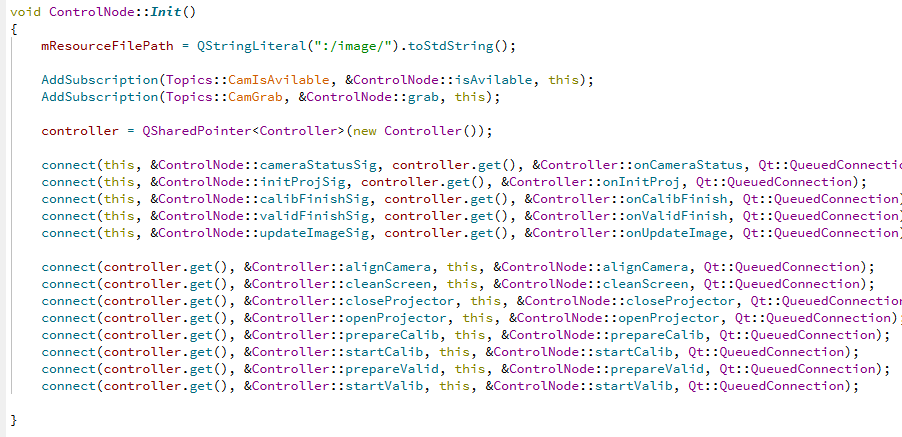 void ControlNode::Init()
{
    mResourceFilePath = QStringLiteral(":/image/").toStdString();
    AddSubscription(Topics::CamIsAvilable, &ControlNode::isAvilable, this);
    AddSubscription(Topics::CamGrab, &ControlNode::grab, this);
    controller = QSharedPointer<Controller>(new Controller());
    connect(this, &ControlNode::cameraStatusSig, controller.get(), &Controller::onCameraStatus, Qt::QueuedConnectio
    connect(this, &ControlNode::initProjSig, controller.get(), &Controller::onInitProj, Qt::QueuedConnection);
    connect(this, &ControlNode::calibFinishSig, controller.get(), &Controller::onCalibFinish, Qt::QueuedConnection)
    connect(this, &ControlNode::validFinishSig, controller.get(), &Controller::onValidFinish, Qt::QueuedConnection)
    connect(this, &ControlNode::updateImageSig, controller.get(), &Controller::onUpdateImage, Qt::QueuedConnection)
    connect(controller.get(), &Controller::alignCamera, this, &ControlNode::alignCamera, Qt::QueuedConnection);
    connect(controller.get(), &Controller::cleanScreen, this, &ControlNode::cleanScreen, Qt::QueuedConnection);
    connect(controller.get(), &Controller::closeProjector, this, &ControlNode::closeProjector, Qt::QueuedConnection
    connect(controller.get(), &Controller::openProjector, this, &ControlNode::openProjector, Qt::QueuedConnection);
    connect(controller.get(), &Controller::prepareCalib, this, &ControlNode::prepareCalib, Qt::QueuedConnection);
    connect(controller.get(), &Controller::startCalib, this, &ControlNode::startCalib, Qt::QueuedConnection);
    connect(controller.get(), &Controller::prepareValid, this, &ControlNode::prepareValid, Qt::QueuedConnection);
    connect(controller.get(), &Controller::startValib, this, &ControlNode::startValib, Qt::QueuedConnection);
}